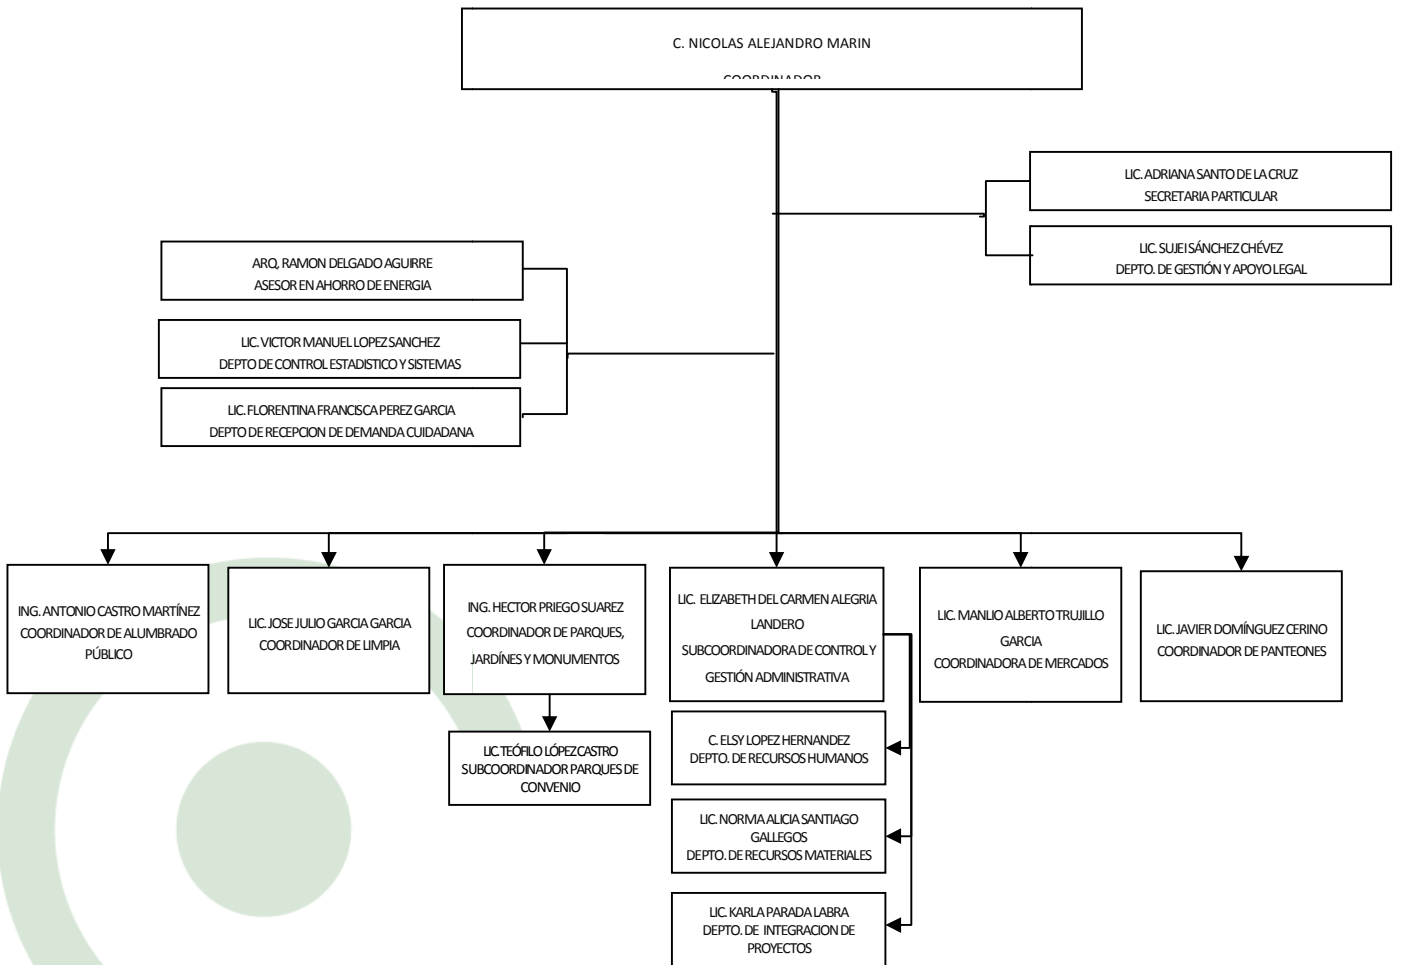 C. NICOLAS ALEJANDRO MARIN
COORDINADOR
LIC. ADRIANA SANTO DE LA CRUZ
SECRETARIA PARTICULAR
LIC. SUJEI SÁNCHEZ CHÉVEZ
DEPTO. DE GESTIÓN Y APOYO LEGAL
ARQ, RAMON DELGADO AGUIRRE
ASESOR EN AHORRO DE ENERGIA
LIC. VICTOR MANUEL LOPEZ SANCHEZ
DEPTO DE CONTROL ESTADISTICO Y SISTEMAS
LIC. FLORENTINA FRANCISCA PEREZ GARCIA
DEPTO DE RECEPCION DE DEMANDA CUIDADANA
ING. ANTONIO CASTRO MARTÍNEZ
COORDINADOR DE ALUMBRADO
PÚBLICO
LIC. JOSE JULIO GARCIA GARCIA
COORDINADOR DE LIMPIA
ING. HECTOR PRIEGO SUAREZ
COORDINADOR DE PARQUES,
JARDÍNES Y MONUMENTOS
LIC. TEÓFILO LÓPEZ CASTRO
SUBCOORDINADOR PARQUES DE
CONVENIO
LIC. ELIZABETH DEL CARMEN ALEGRIA
LANDERO
SUBCOORDINADORA DE CONTROL Y
GESTIÓN ADMINISTRATIVA
C. ELSY LOPEZ HERNANDEZ
DEPTO. DE RECURSOS HUMANOS
LIC. NORMA ALICIA SANTIAGO
GALLEGOS
DEPTO. DE RECURSOS MATERIALES
LIC. KARLA PARADA LABRA
DEPTO. DE INTEGRACION DE
PROYECTOS
LIC. MANLIO ALBERTO TRUJILLO
GARCIA
COORDINADORA DE MERCADOS
LIC. JAVIER DOMÍNGUEZ CERINO
COORDINADOR DE PANTEONES